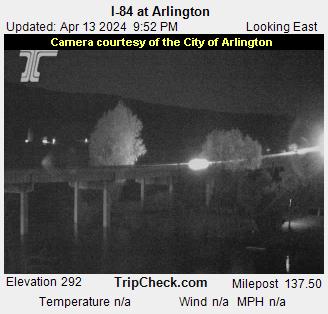 I-84 at Arlington
Updated: Apr 13 2024 9:52 PM Looking East
Camera courtesy of the City of Arlington
Elevation 292 TripCheck.com Milepost 137.50
Temperature n/a Wind n/a MPH n/a